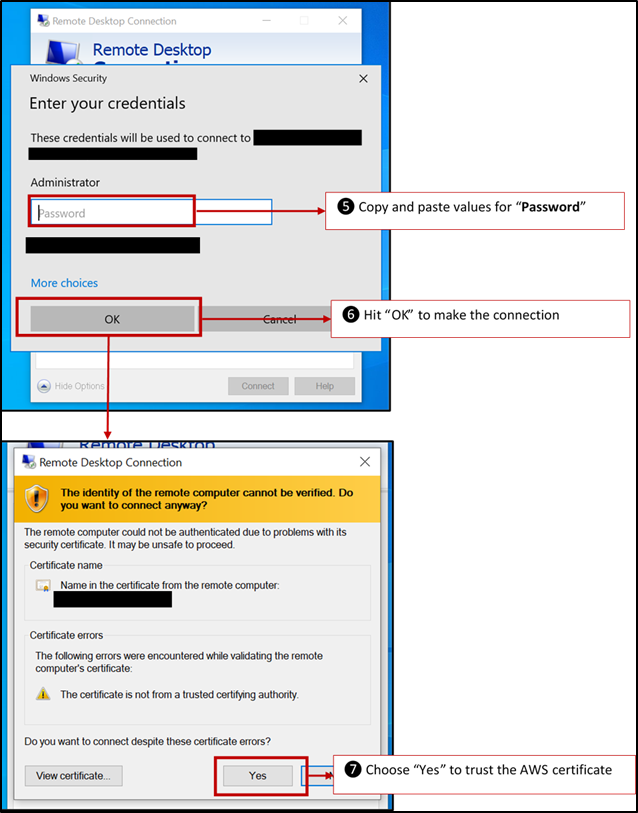 Remote Desktop Connection
Remote Desktop
Connection
Windows Security
Enter your credentials
These credentials will be used to connect to
Administrator
Password
❺ Copy and paste values for “Password”
More choices
OK
Cancel
❻ Hit “OK” to make the connection
Hide Options
Connect
Help
Remote Desktop
Remote Desktop Connection
The identity of the remote computer cannot be verified. Do
you want to connect anyway?
The remote computer could not be authenticated due to problems with its
security certificate. It may be unsafe to proceed.
Certificate name
Name in the certificate from the remote computer:
Certificate errors
The following errors were encountered while validating the remote
computer's certificate:
The certificate is not from a trusted certifying authority.
Do you want to connect despite these certificate errors?
View certificate...
Yes
❼ Choose “Yes” to trust the AWS certificate